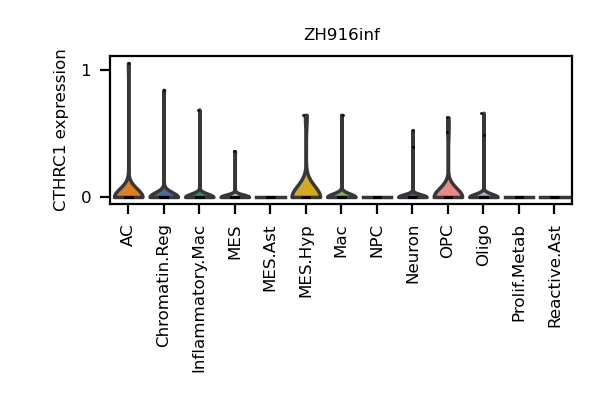 ZH916inf
CTHRC1 expression
1
0
AC
Chromatin.Reg
Inflammatory.Mac
MES
MES.Ast
MES.Hyp
Mac
NPC
Neuron
OPC
Oligo
Prolif.Metab
Reactive.Ast